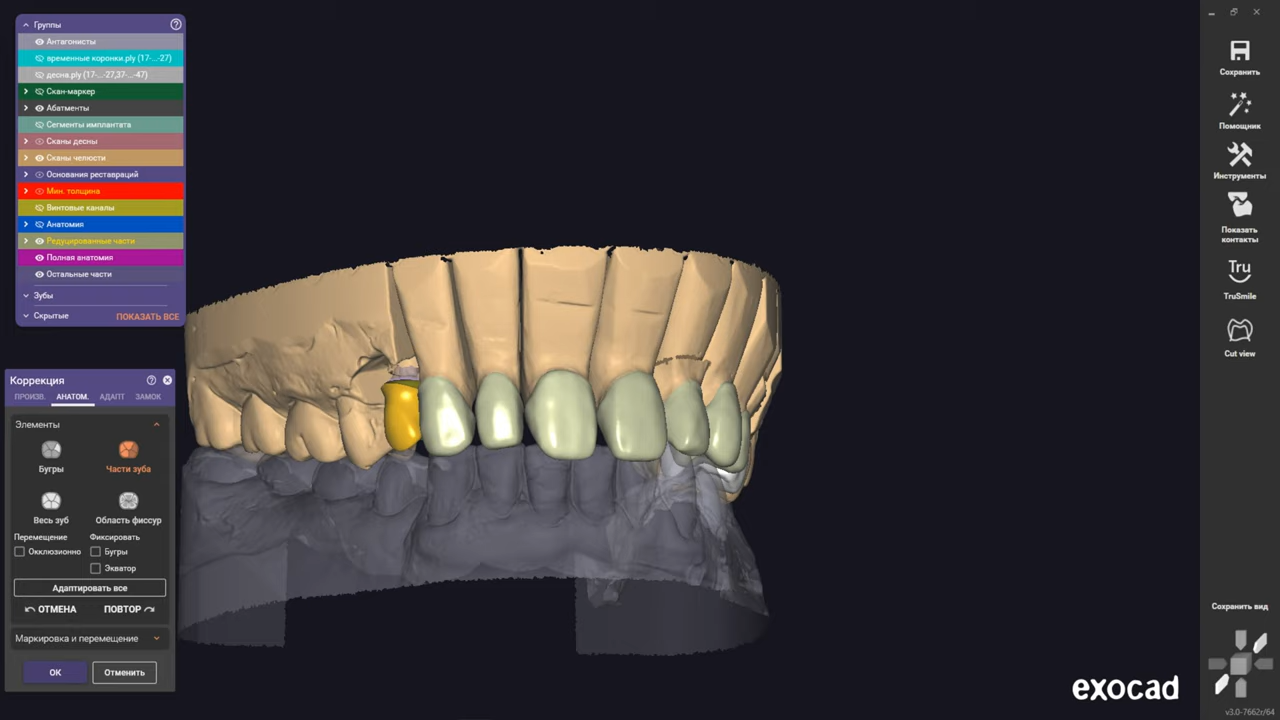 Группы
Антагонисты
временные коронки.ply (17-...-27)
десна.ply (17-...-27,37-...-47)
Скан-маркер
Абатменты
Сегменты имплантата
Сканы десны
Сканы челюсти
Основания реставраций
Мин. толщина
Винтовые каналы
Анатомия
Редуцированные части
Полная анатомия
Остальные части
Зубы
Скрытые ПОКАЗАТЬ ВСЕ
Коррекция
ПРОИЗВ. АНАТОМ. АДАПТ ЗАМОК
Элементы
Бугры Части зуба
Весь зуб Область фиссур
Перемещение Фиксировать
Окклюзионно Бугры
Экватор
Адаптировать все
ОТМЕНА ПОВТОР
Маркировка и перемещение
ОК Отменить
Сохранить
Помощник
Инструменты
Показать
контакты
Tru
TruSmile
Cut view
Сохранить вид
exocad
v3.0-7662r/64